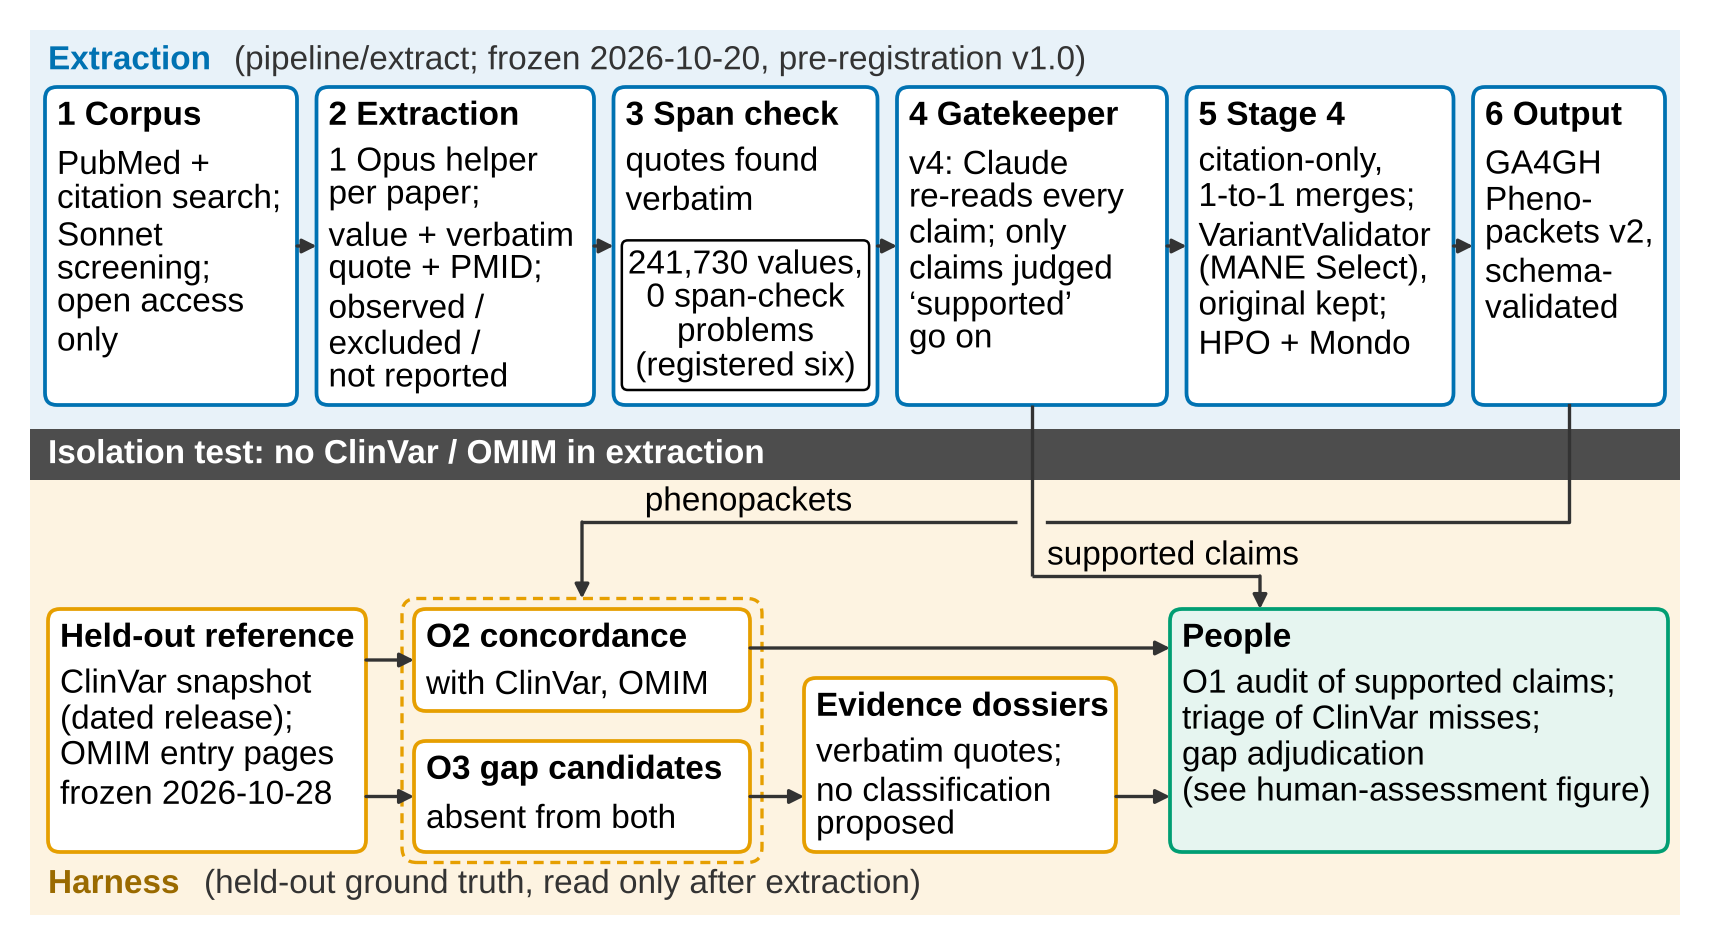 Extraction (pipeline/extract; frozen 2026-10-20, pre-registration v1.0)
1 Corpus
PubMed +
citation search;
Sonnet
screening;
open access
only
2 Extraction
1 Opus helper
per paper;
value + verbatim
quote + PMID;
observed /
excluded /
not reported
3 Span check
quotes found
verbatim
241,730 values,
0 span-check
problems
(registered six)
4 Gatekeeper
v4: Claude
re-reads every
claim; only
claims judged
‘supported’
go on
5 Stage 4
citation-only,
1-to-1 merges;
VariantValidator
(MANE Select),
original kept;
HPO + Mondo
6 Output
GA4GH
Pheno-
packets v2,
schema-
validated
Isolation test: no ClinVar / OMIM in extraction
phenopackets
supported claims
Held-out reference
ClinVar snapshot
(dated release);
OMIM entry pages
frozen 2026-10-28
O2 concordance
with ClinVar, OMIM
O3 gap candidates
absent from both
Evidence dossiers
verbatim quotes;
no classification
proposed
People
O1 audit of supported claims;
triage of ClinVar misses;
gap adjudication
(see human-assessment figure)
Harness (held-out ground truth, read only after extraction)